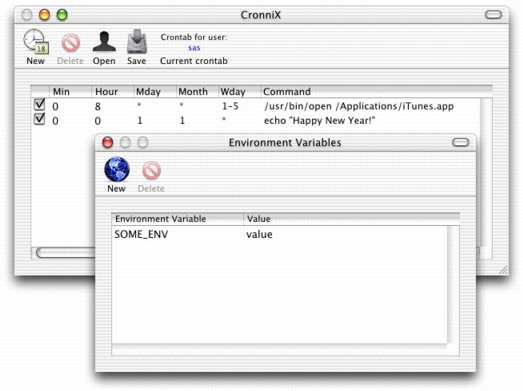 CronniX
Crontab for user:
sas
New Delete Open Save Current crontab
Min Hour Mday Month Wday Command
0 8 * * 1-5 /usr/bin/open /Applications/iTunes.app
0 0 1 1 * echo "Happy New Year!"
Environment Variables
New Delete
Environment Variable Value
SOME_ENV value